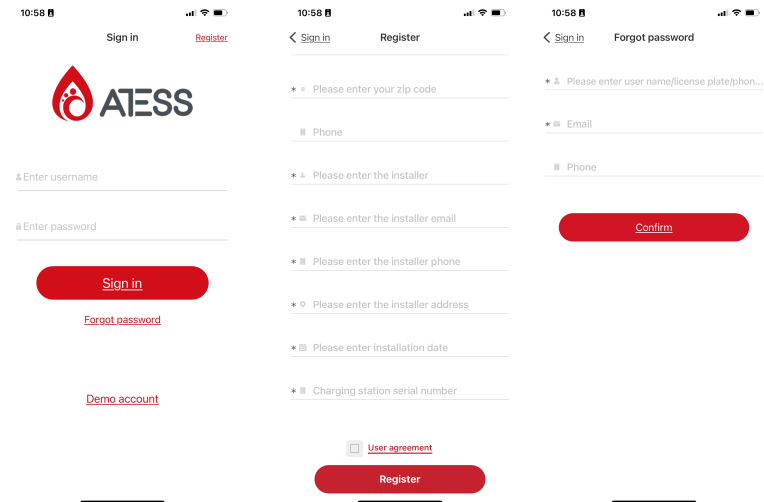 10:58
Sign in
Register
ATESS
Enter username
Enter password
Sign in
Forgot password
Demo account
10:58
Sign in
Register
* Please enter your zip code
Phone
* Please enter the installer
* Please enter the installer email
* Please enter the installer phone
* Please enter the installer address
* Please enter installation date
* Charging station serial number
User agreement
Register
10:58
Sign in
Forgot password
* Please enter user name/license plate/phon...
* Email
Phone
Confirm